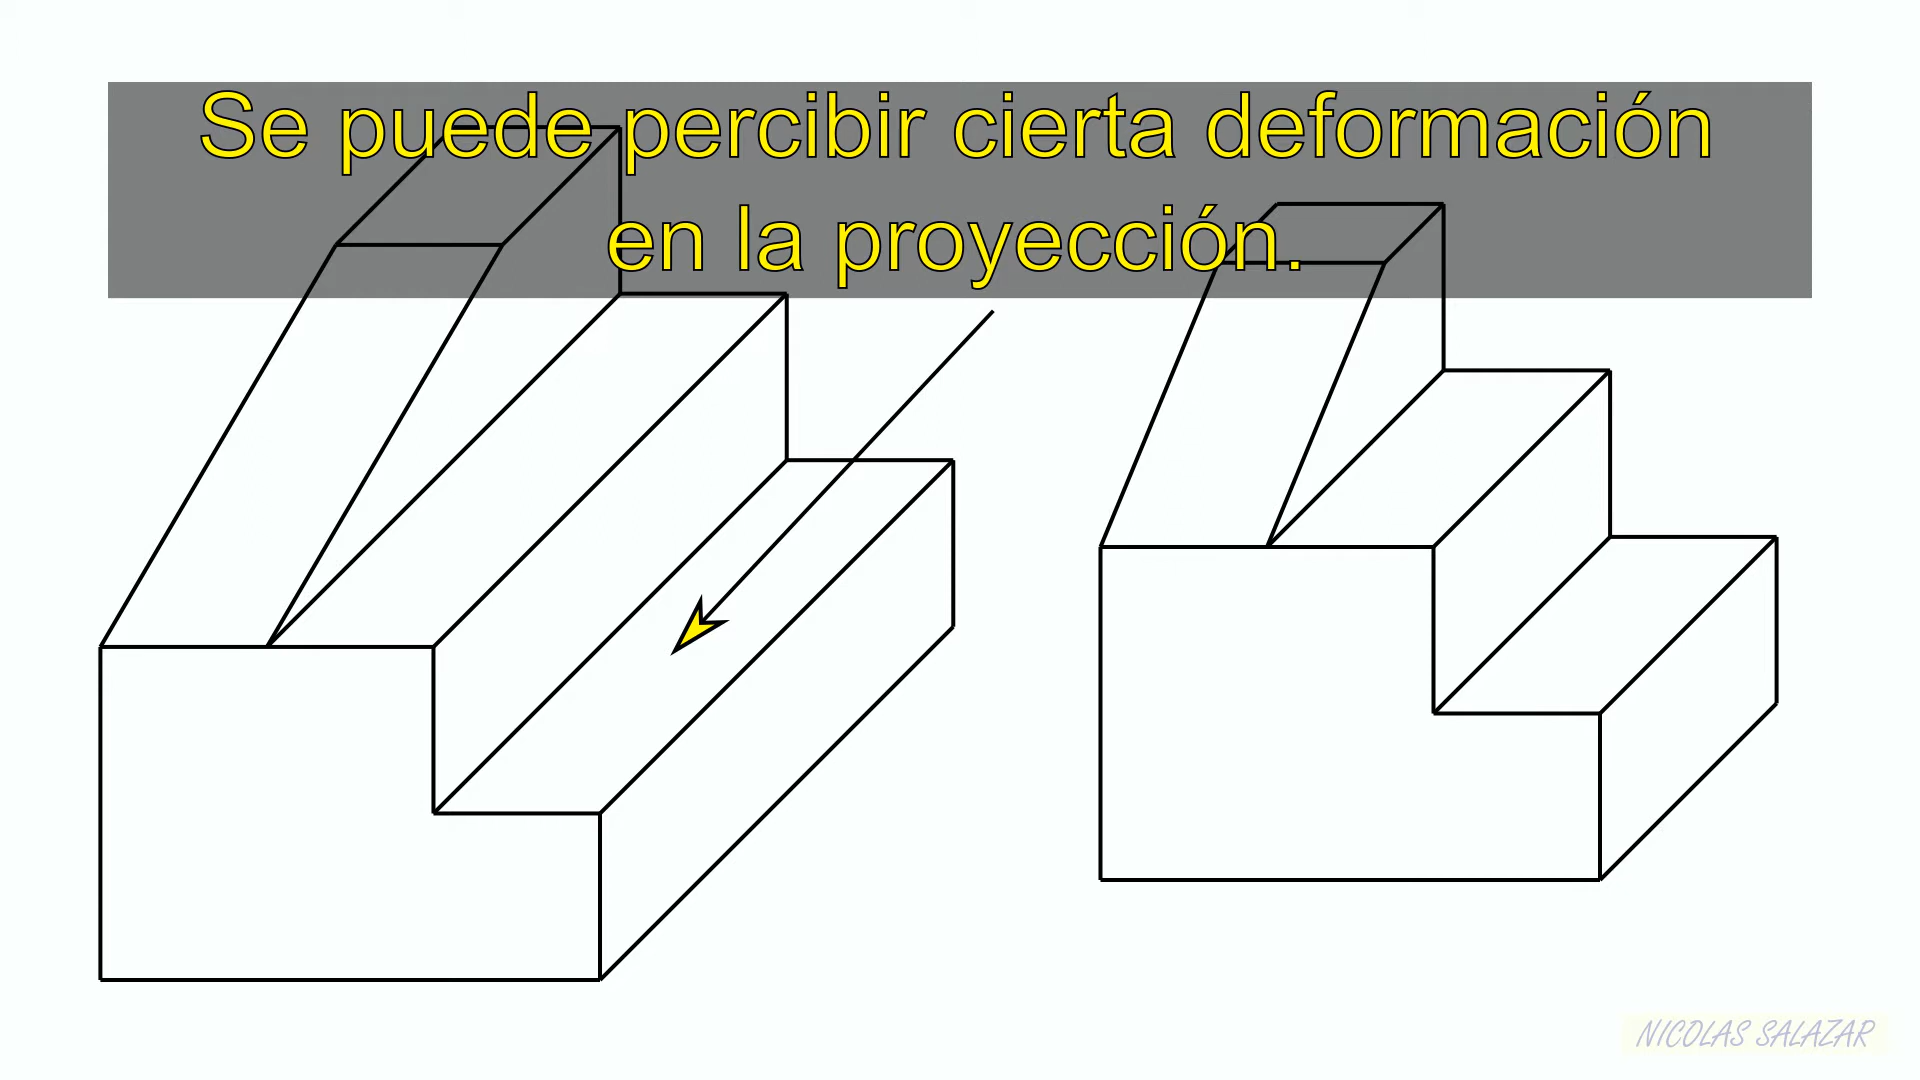 Se puede percibir cierta deformación
en la proyección.
NICOLAS SALAZAR